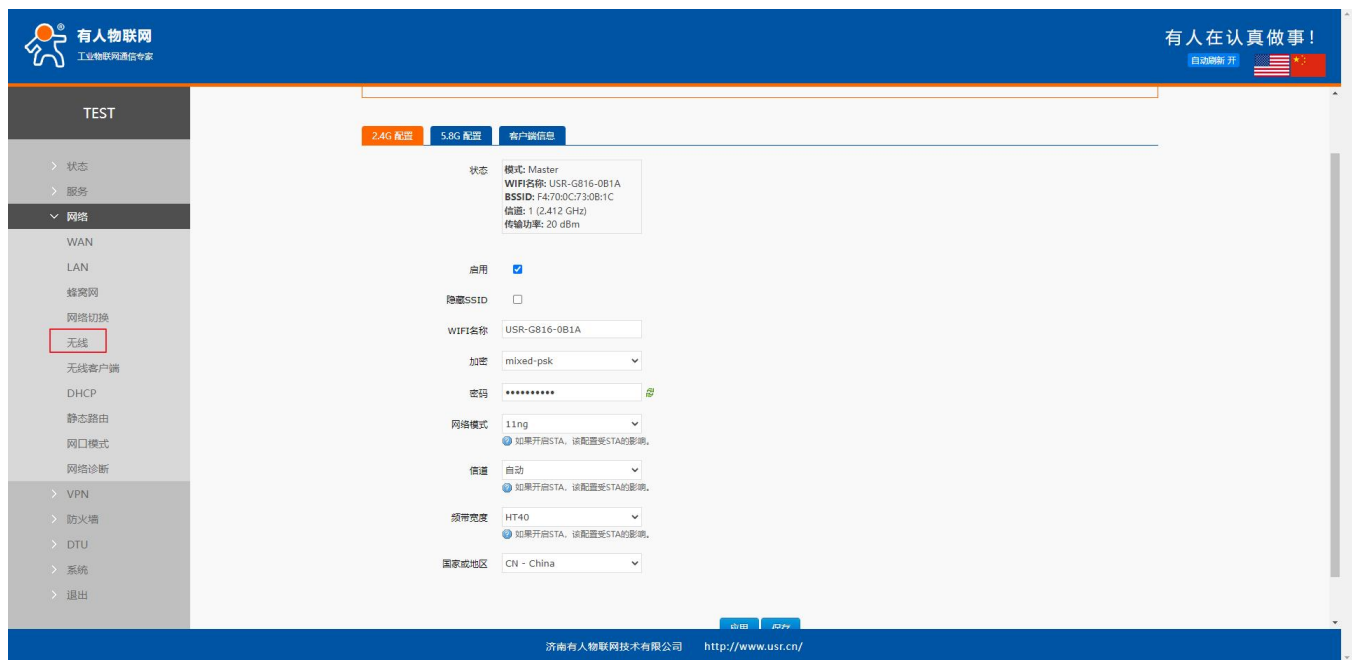 有人物联网
®
工业物联网通信专家
有人在认真做事！
自动刷新 开
TEST
状态
服务
网络
WAN
LAN
蜂窝网
网络切换
无线
无线客户端
DHCP
静态路由
网口模式
网络诊断
VPN
防火墙
DTU
系统
退出
2.4G 配置 5.8G 配置 客户端信息
状态 模式: Master
WIFI名称: USR-G816-0B1A
BSSID: F4:70:0C:73:0B:1C
信道: 1 (2.412 GHz)
传输功率: 20 dBm
启用
隐藏SSID
WIFI名称 USR-G816-0B1A
加密 mixed-psk
密码 ••••••••••
网络模式 11ng
如果开启STA，该配置受STA的影响。
信道 自动
如果开启STA，该配置受STA的影响。
频带宽度 HT40
如果开启STA，该配置受STA的影响。
国家或地区 CN - China
应用 保存
济南有人物联网技术有限公司 http://www.usr.cn/